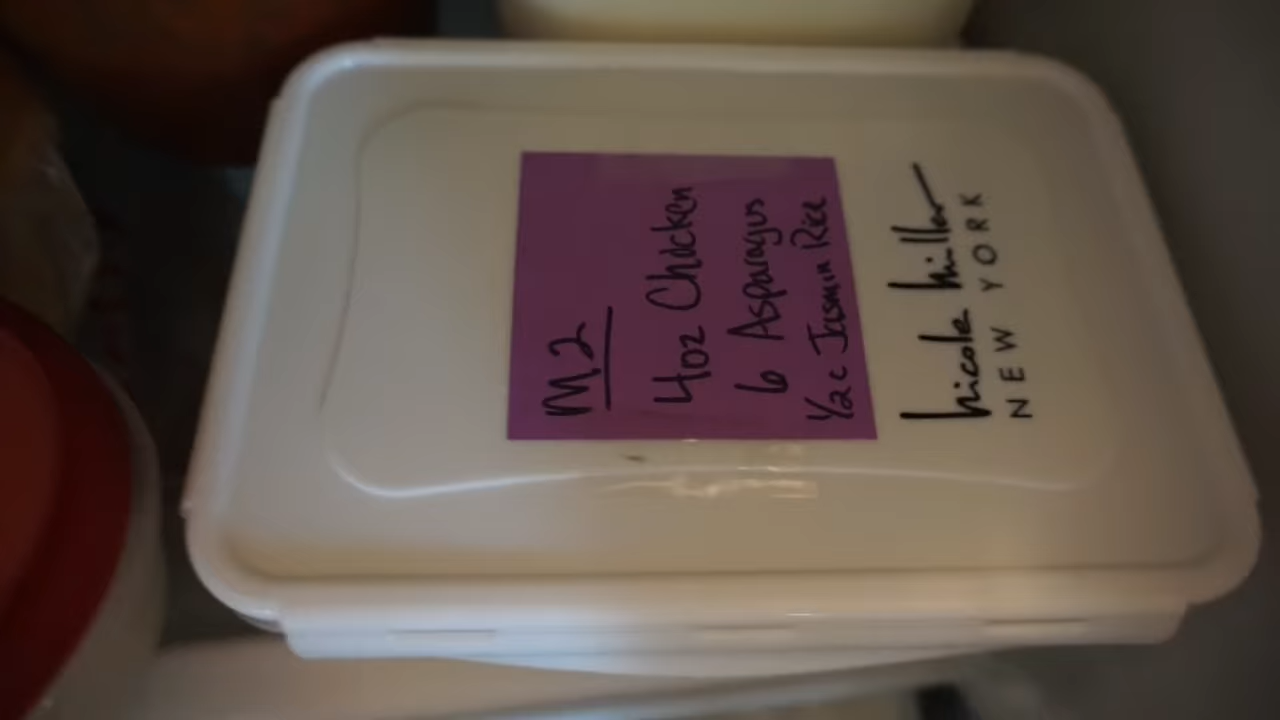 M2
4oz Chicken
6 Asparagus
1/2c Jasmin Rice
nicole miller
NEW YORK